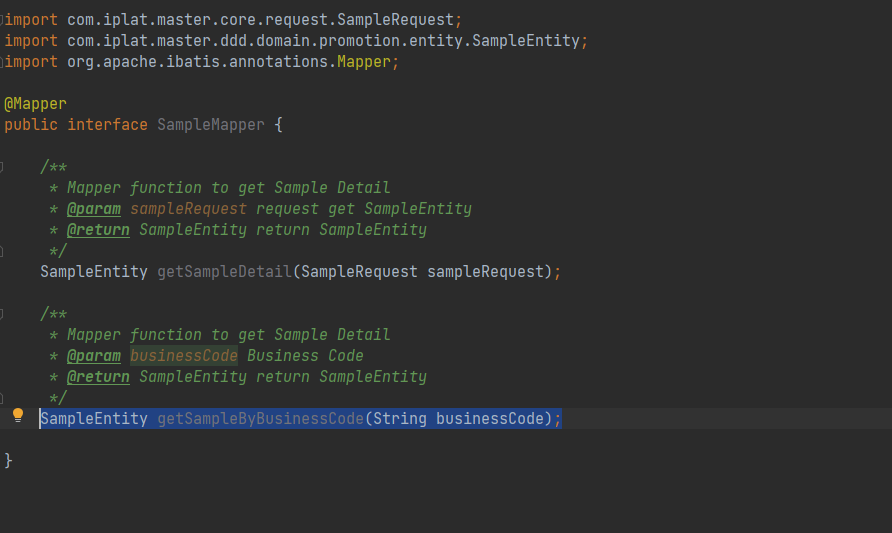 import com.iplat.master.core.request.SampleRequest;
import com.iplat.master.ddd.domain.promotion.entity.SampleEntity;
import org.apache.ibatis.annotations.Mapper;
@Mapper
public interface SampleMapper {
/**
* Mapper function to get Sample Detail
* @param sampleRequest request get SampleEntity
* @return SampleEntity return SampleEntity
*/
SampleEntity getSampleDetail(SampleRequest sampleRequest);
/**
* Mapper function to get Sample Detail
* @param businessCode Business Code
* @return SampleEntity return SampleEntity
*/
SampleEntity getSampleByBusinessCode(String businessCode);
}